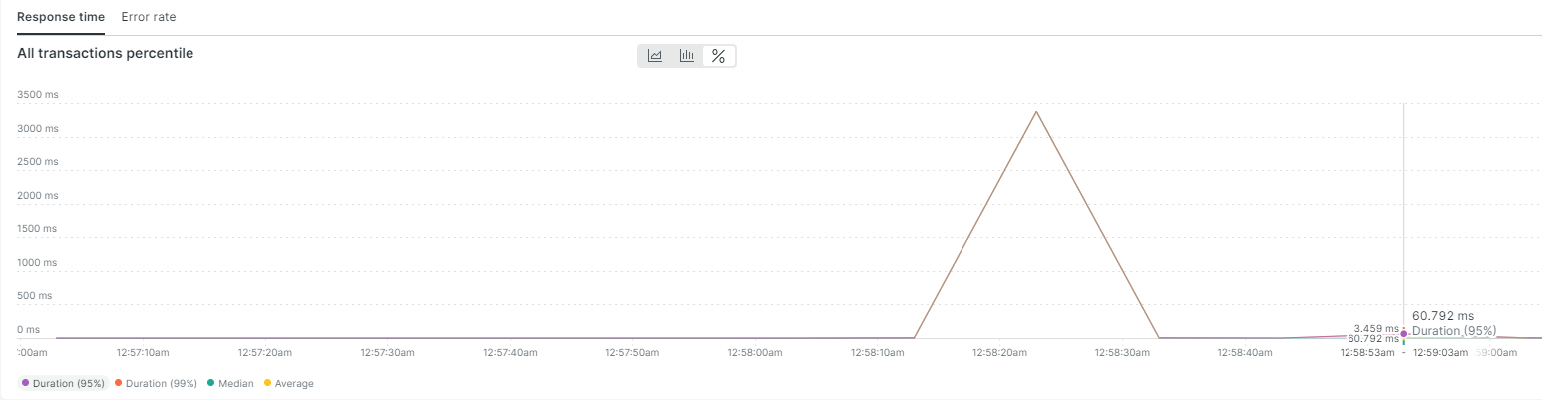 Response time Error rate
All transactions percentile
3500 ms
3000 ms
2500 ms
2000 ms
1500 ms
1000 ms
500 ms
0 ms
60.792 ms
3.459 ms Duration (95%)
60.792 ms
:00am 12:57:10am 12:57:20am 12:57:30am 12:57:40am 12:57:50am 12:58:00am 12:58:10am 12:58:20am 12:58:30am 12:58:40am 12:58:53am - 12:59:03am 59:00am
Duration (95%) Duration (99%) Median Average